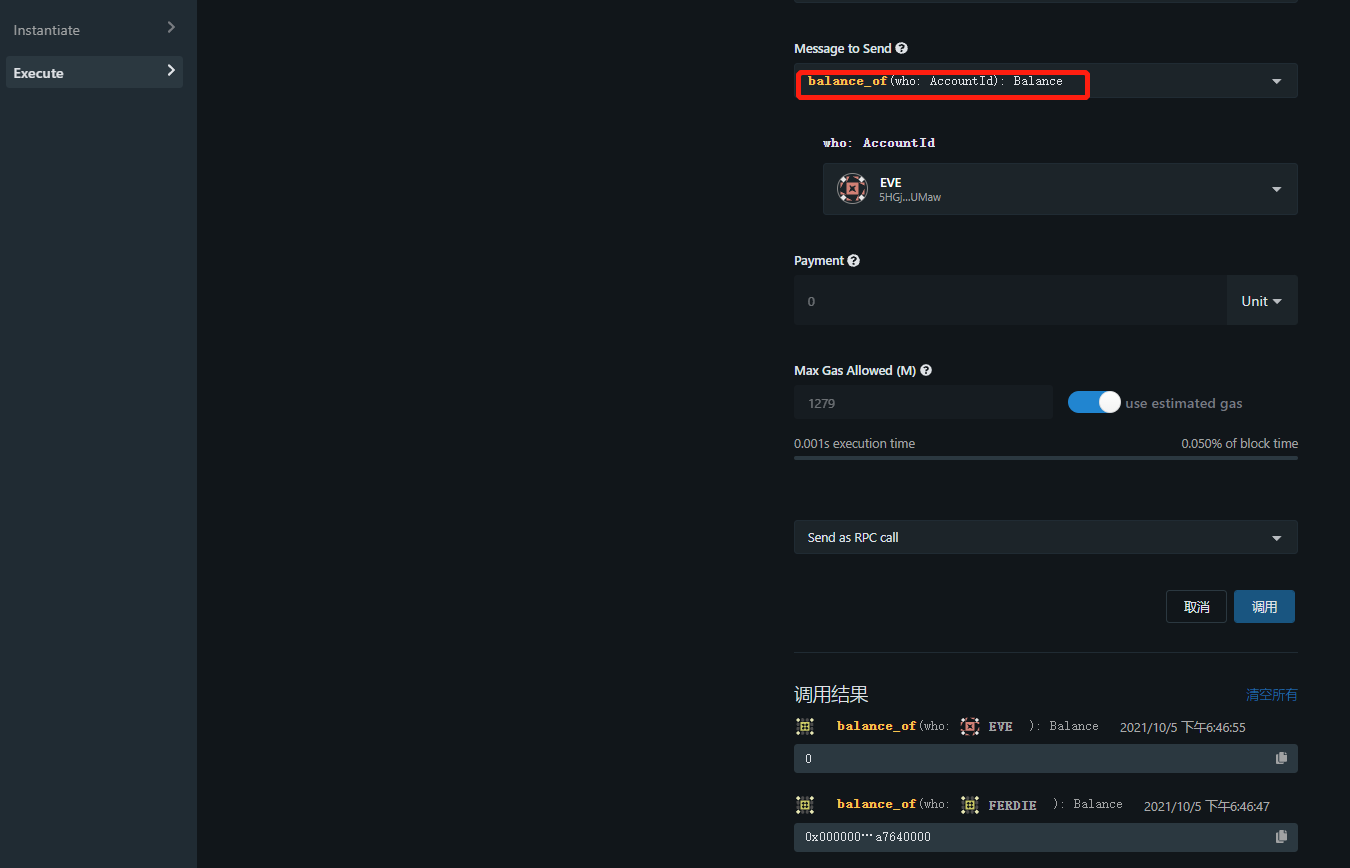 Instantiate
Execute
Message to Send
balance_of(who: AccountId): Balance
who: AccountId
EVE
5HGj...UMaw
Payment
0
Unit
Max Gas Allowed (M)
1279
use estimated gas
0.001s execution time
0.050% of block time
Send as RPC call
取消
调用
调用结果
清空所有
balance_of(who: EVE ): Balance 2021/10/5 下午6:46:55
0
balance_of(who: FERDIE ): Balance 2021/10/5 下午6:46:47
0x000000…a7640000